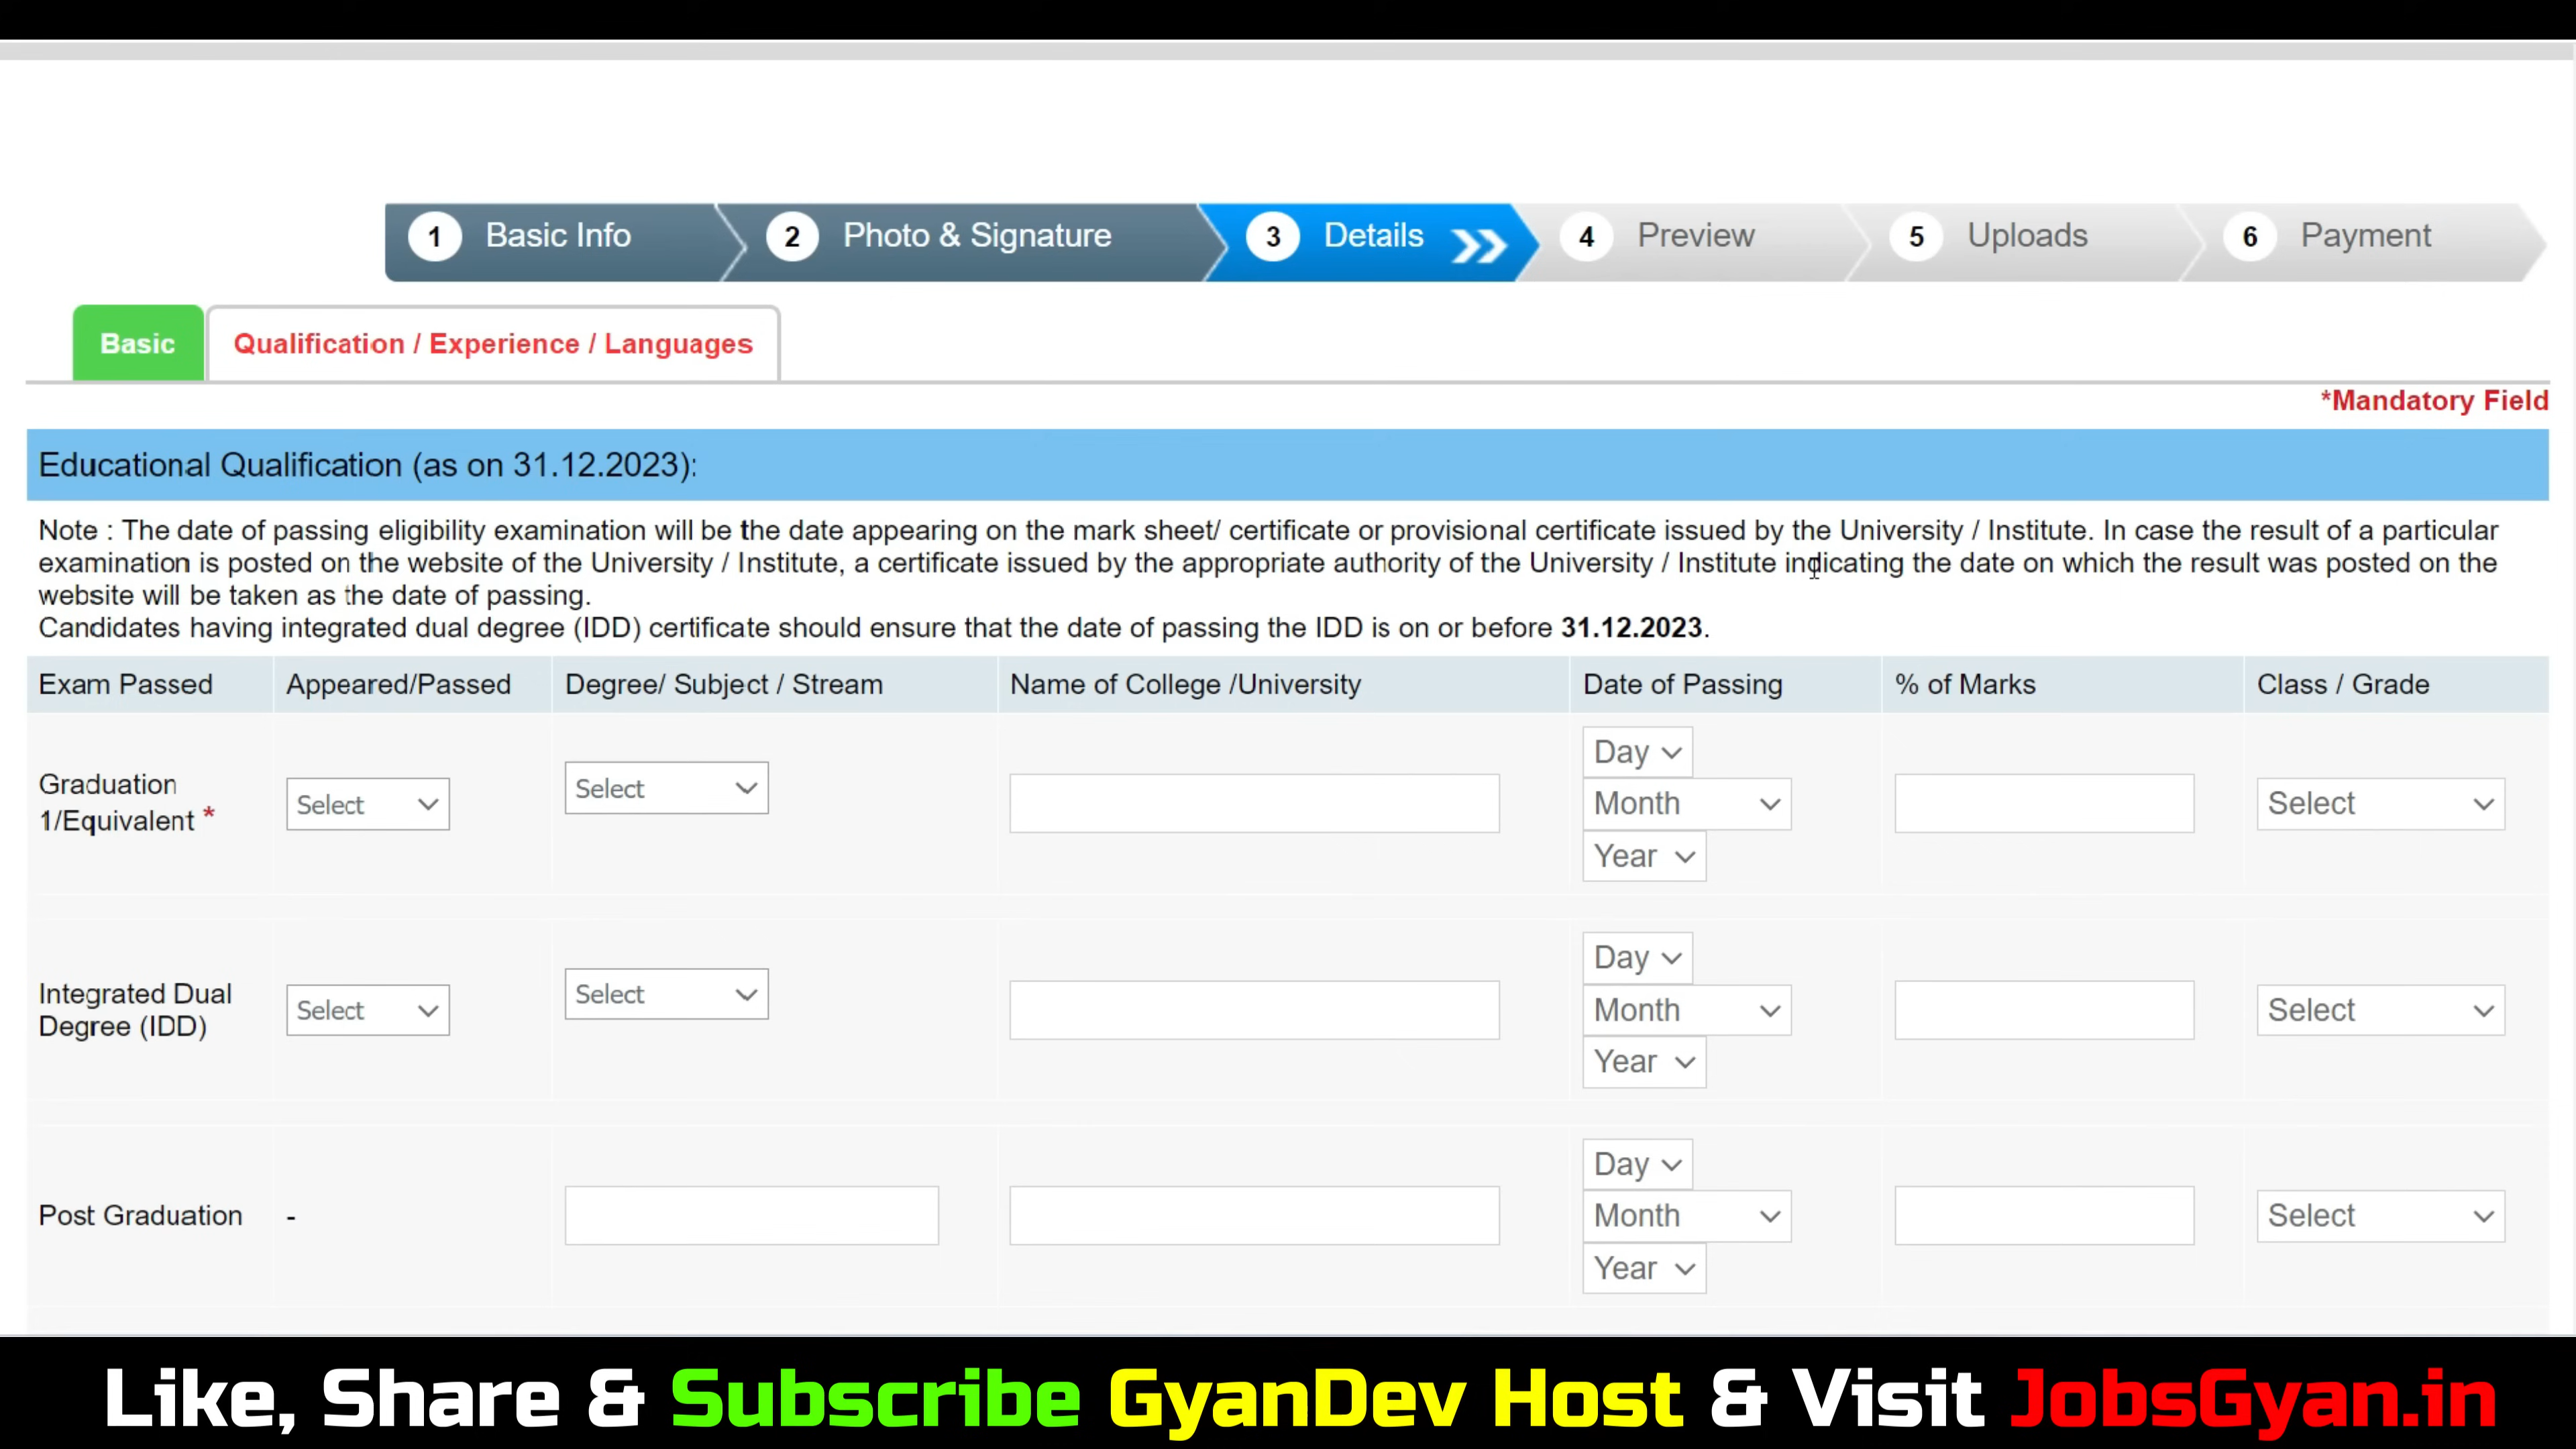 1 Basic Info 2 Photo & Signature 3 Details 4 Preview 5 Uploads 6 Payment
Basic Qualification / Experience / Languages
*Mandatory Field
Educational Qualification (as on 31.12.2023):
Note : The date of passing eligibility examination will be the date appearing on the mark sheet/ certificate or provisional certificate issued by the University / Institute. In case the result of a particular
examination is posted on the website of the University / Institute, a certificate issued by the appropriate authority of the University / Institute indicating the date on which the result was posted on the
website will be taken as the date of passing.
Candidates having integrated dual degree (IDD) certificate should ensure that the date of passing the IDD is on or before 31.12.2023.
Exam Passed Appeared/Passed Degree/ Subject / Stream Name of College /University Date of Passing % of Marks Class / Grade
Graduation
1/Equivalent *
Select
Select
Day
Month
Year
Select
Integrated Dual
Degree (IDD)
Select
Select
Day
Month
Year
Select
Post Graduation
-
Day
Month
Year
Select
Like, Share & Subscribe GyanDev Host & Visit JobsGyan.in